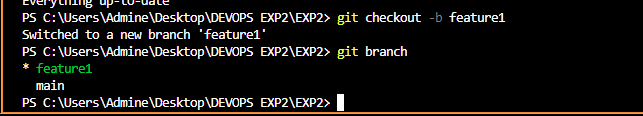 Everything up-to-date
PS C:\Users\Admine\Desktop\DEVOPS EXP2\EXP2> git checkout -b feature1
Switched to a new branch 'feature1'
PS C:\Users\Admine\Desktop\DEVOPS EXP2\EXP2> git branch
* feature1
  main
PS C:\Users\Admine\Desktop\DEVOPS EXP2\EXP2>